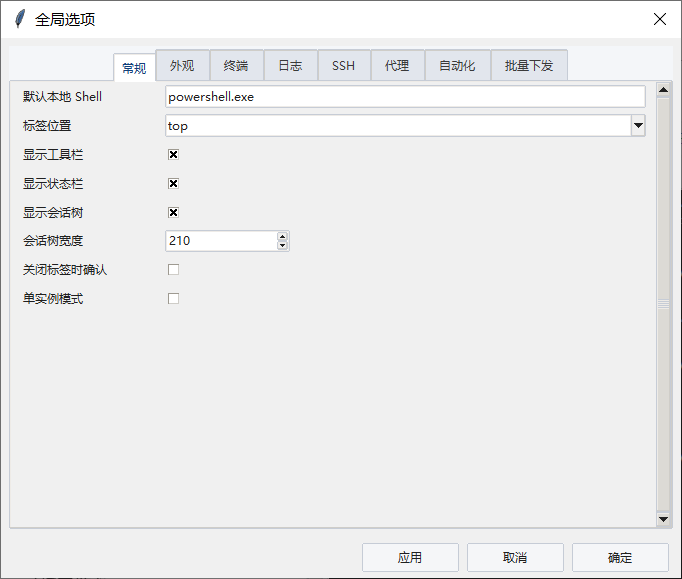 全局选项
常规 外观 终端 日志 SSH 代理 自动化 批量下发
默认本地 Shell powershell.exe
标签位置 top
显示工具栏
显示状态栏
显示会话树
会话树宽度 210
关闭标签时确认
单实例模式
应用 取消 确定